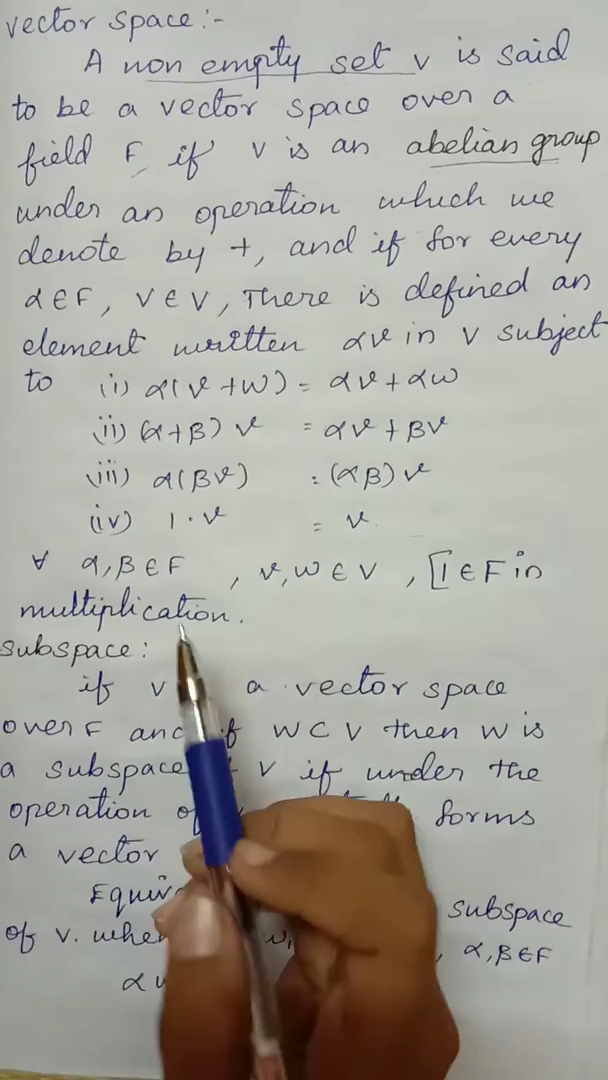 vector space:-
A non empty set V is said
to be a vector space over a
field F if V is an abelian group
under an operation which we
denote by +, and if for every
α∈F, v∈V, There is defined an
element written αv in V subject
to (i) α(v+w) = αv+αw
(ii) (α+β)v = αv+βv
(iii) α(βv) = (αβ)v
(iv) 1·v = v
∀ α,β∈F , v,w∈V , [1∈F in
multiplication.
subspace:
if V a vector space
over F and if W⊂V then W is
a subspace V if under the
operation of forms
a vector
subspace
of V. α,β∈F
α